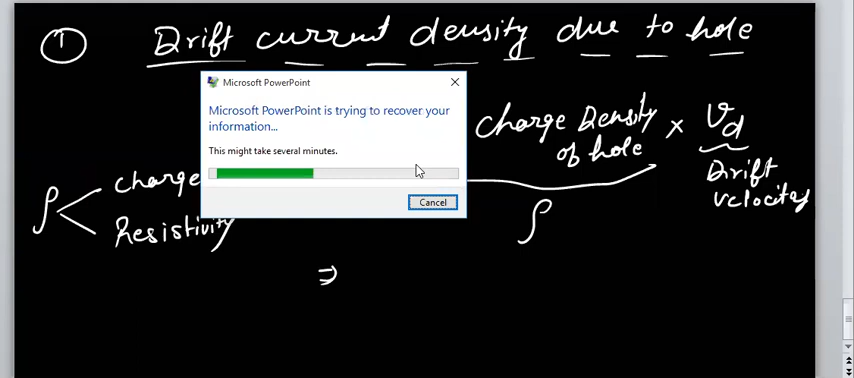 ① Drift current density due to hole
Microsoft PowerPoint
Microsoft PowerPoint is trying to recover your
information...
This might take several minutes.
Cancel
Charge Density
of hole × Vd
Drift
velocity
ρ
charge
Resistivity
ρ
⇒